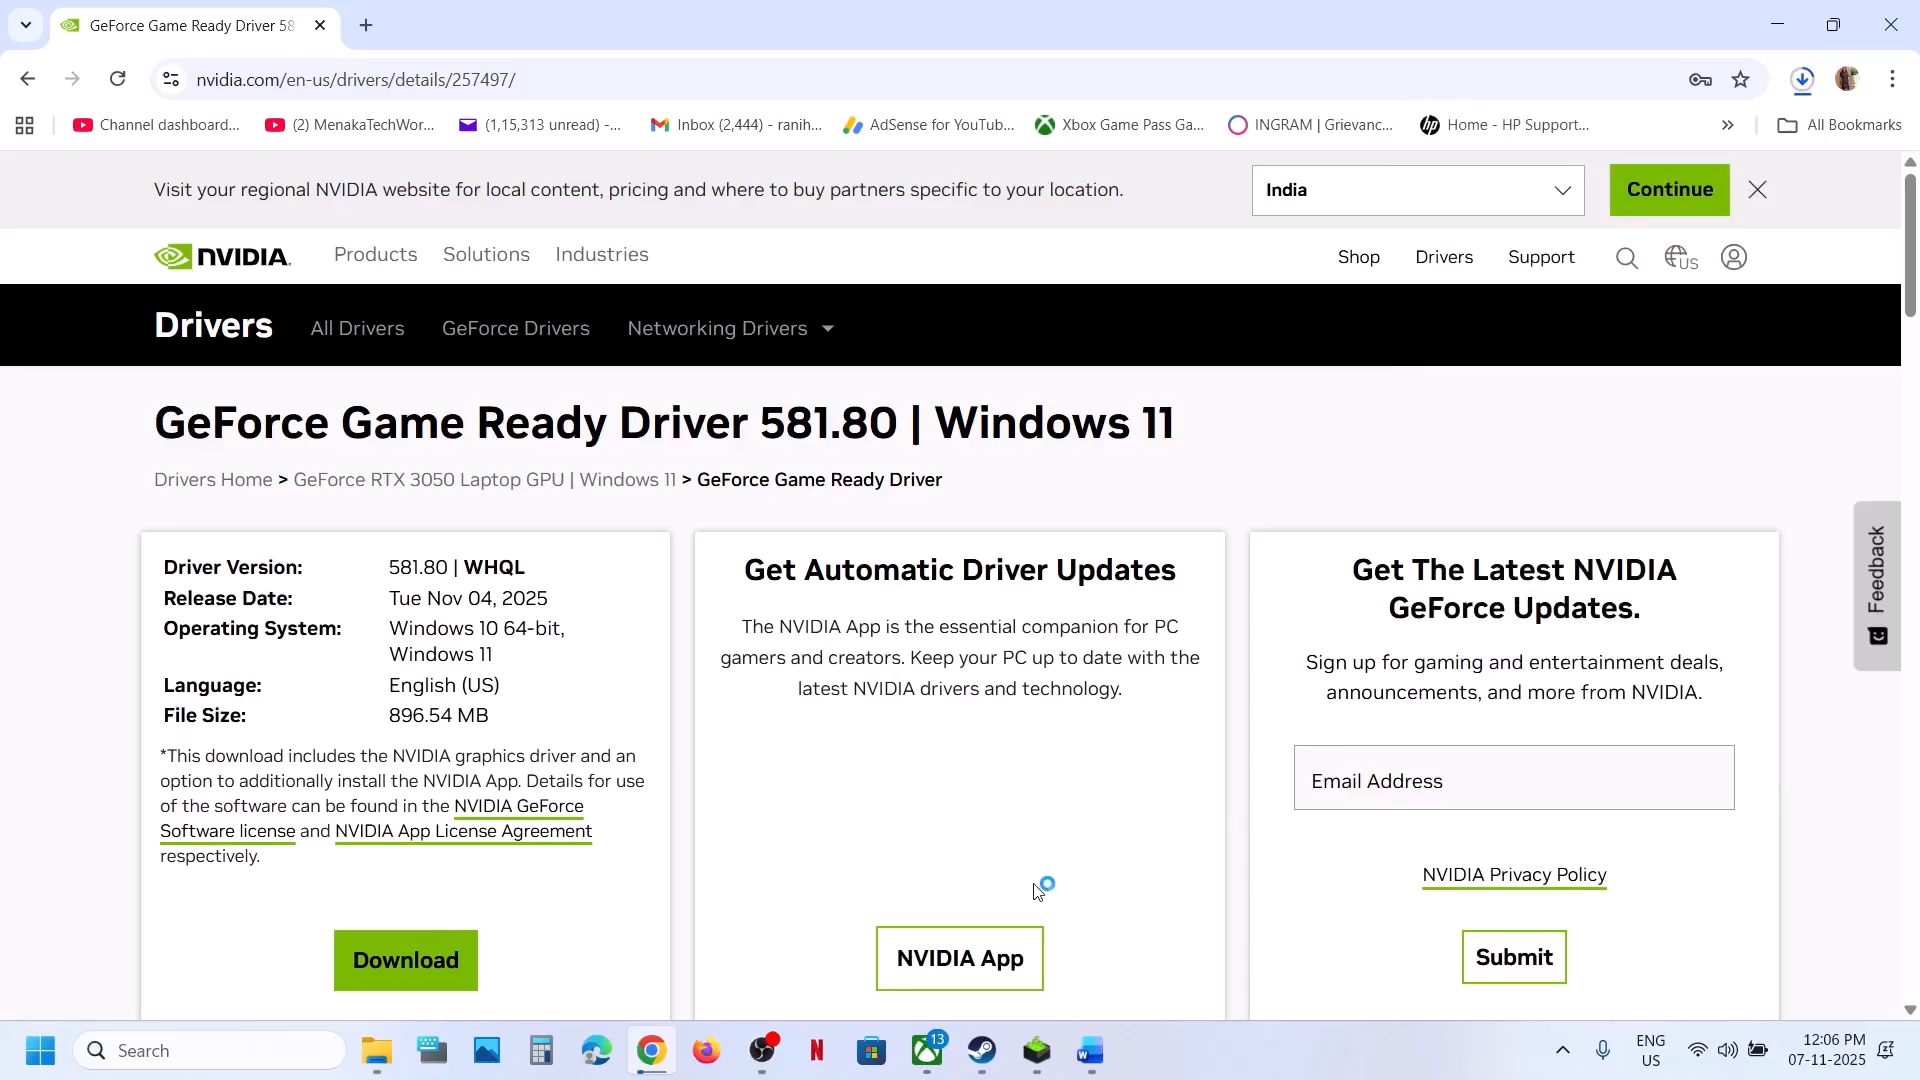 GeForce Game Ready Driver 58
nvidia.com/en-us/drivers/details/257497/
Channel dashboard...
(2) MenakaTechWor...
(1,15,313 unread) -...
Inbox (2,444) - ranih...
AdSense for YouTub...
Xbox Game Pass Ga...
INGRAM | Grievanc...
Home - HP Support...
»
All Bookmarks
Visit your regional NVIDIA website for local content, pricing and where to buy partners specific to your location.
India
Continue
NVIDIA.
Products
Solutions
Industries
Shop
Drivers
Support
US
Drivers
All Drivers
GeForce Drivers
Networking Drivers
GeForce Game Ready Driver 581.80 | Windows 11
Drivers Home > GeForce RTX 3050 Laptop GPU | Windows 11 > GeForce Game Ready Driver
Driver Version: 581.80 | WHQL
Release Date: Tue Nov 04, 2025
Operating System: Windows 10 64-bit,
Windows 11
Language: English (US)
File Size: 896.54 MB
*This download includes the NVIDIA graphics driver and an
option to additionally install the NVIDIA App. Details for use
of the software can be found in the NVIDIA GeForce
Software license and NVIDIA App License Agreement
respectively.
Download
Get Automatic Driver Updates
The NVIDIA App is the essential companion for PC
gamers and creators. Keep your PC up to date with the
latest NVIDIA drivers and technology.
NVIDIA App
Get The Latest NVIDIA
GeForce Updates.
Sign up for gaming and entertainment deals,
announcements, and more from NVIDIA.
Email Address
NVIDIA Privacy Policy
Submit
Feedback
Search
N
13
W
ENG
US
12:06 PM
07-11-2025